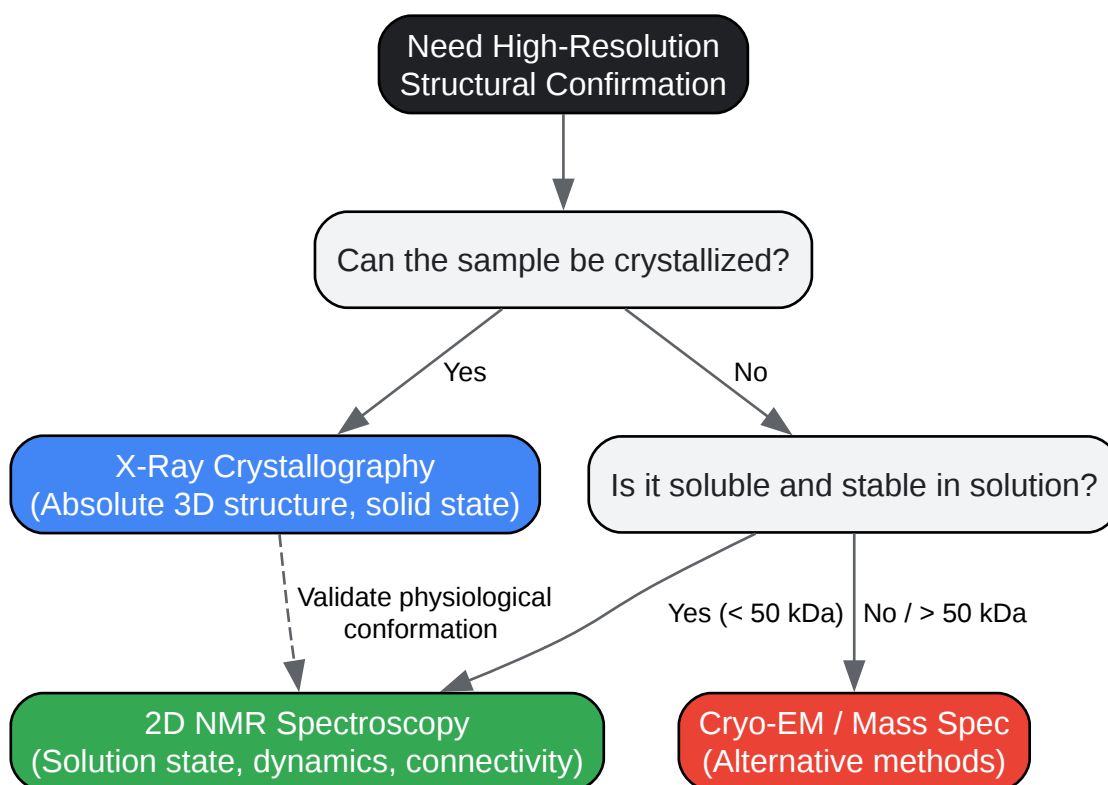 Need High-Resolution
Structural Confirmation
Can the sample be crystallized?
Yes
No
X-Ray Crystallography
(Absolute 3D structure, solid state)
Is it soluble and stable in solution?
Validate physiological
conformation
Yes (< 50 kDa)
No / > 50 kDa
2D NMR Spectroscopy
(Solution state, dynamics, connectivity)
Cryo-EM / Mass Spec
(Alternative methods)